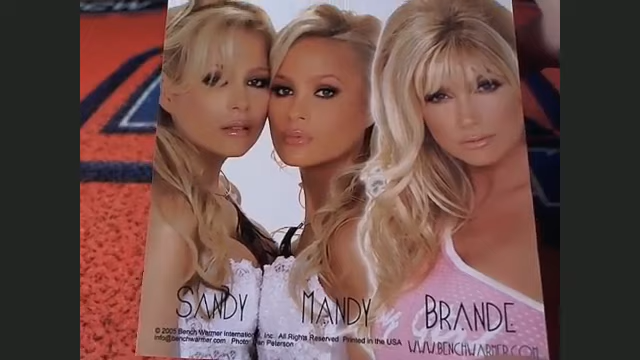 SANDY MANDY BRANDE
© 2005 Bench Warmer International, Inc. All Rights Reserved. Printed in the USA
info@benchwarmer.com Photo: Peterson
WWW.BENCHWARMER.COM